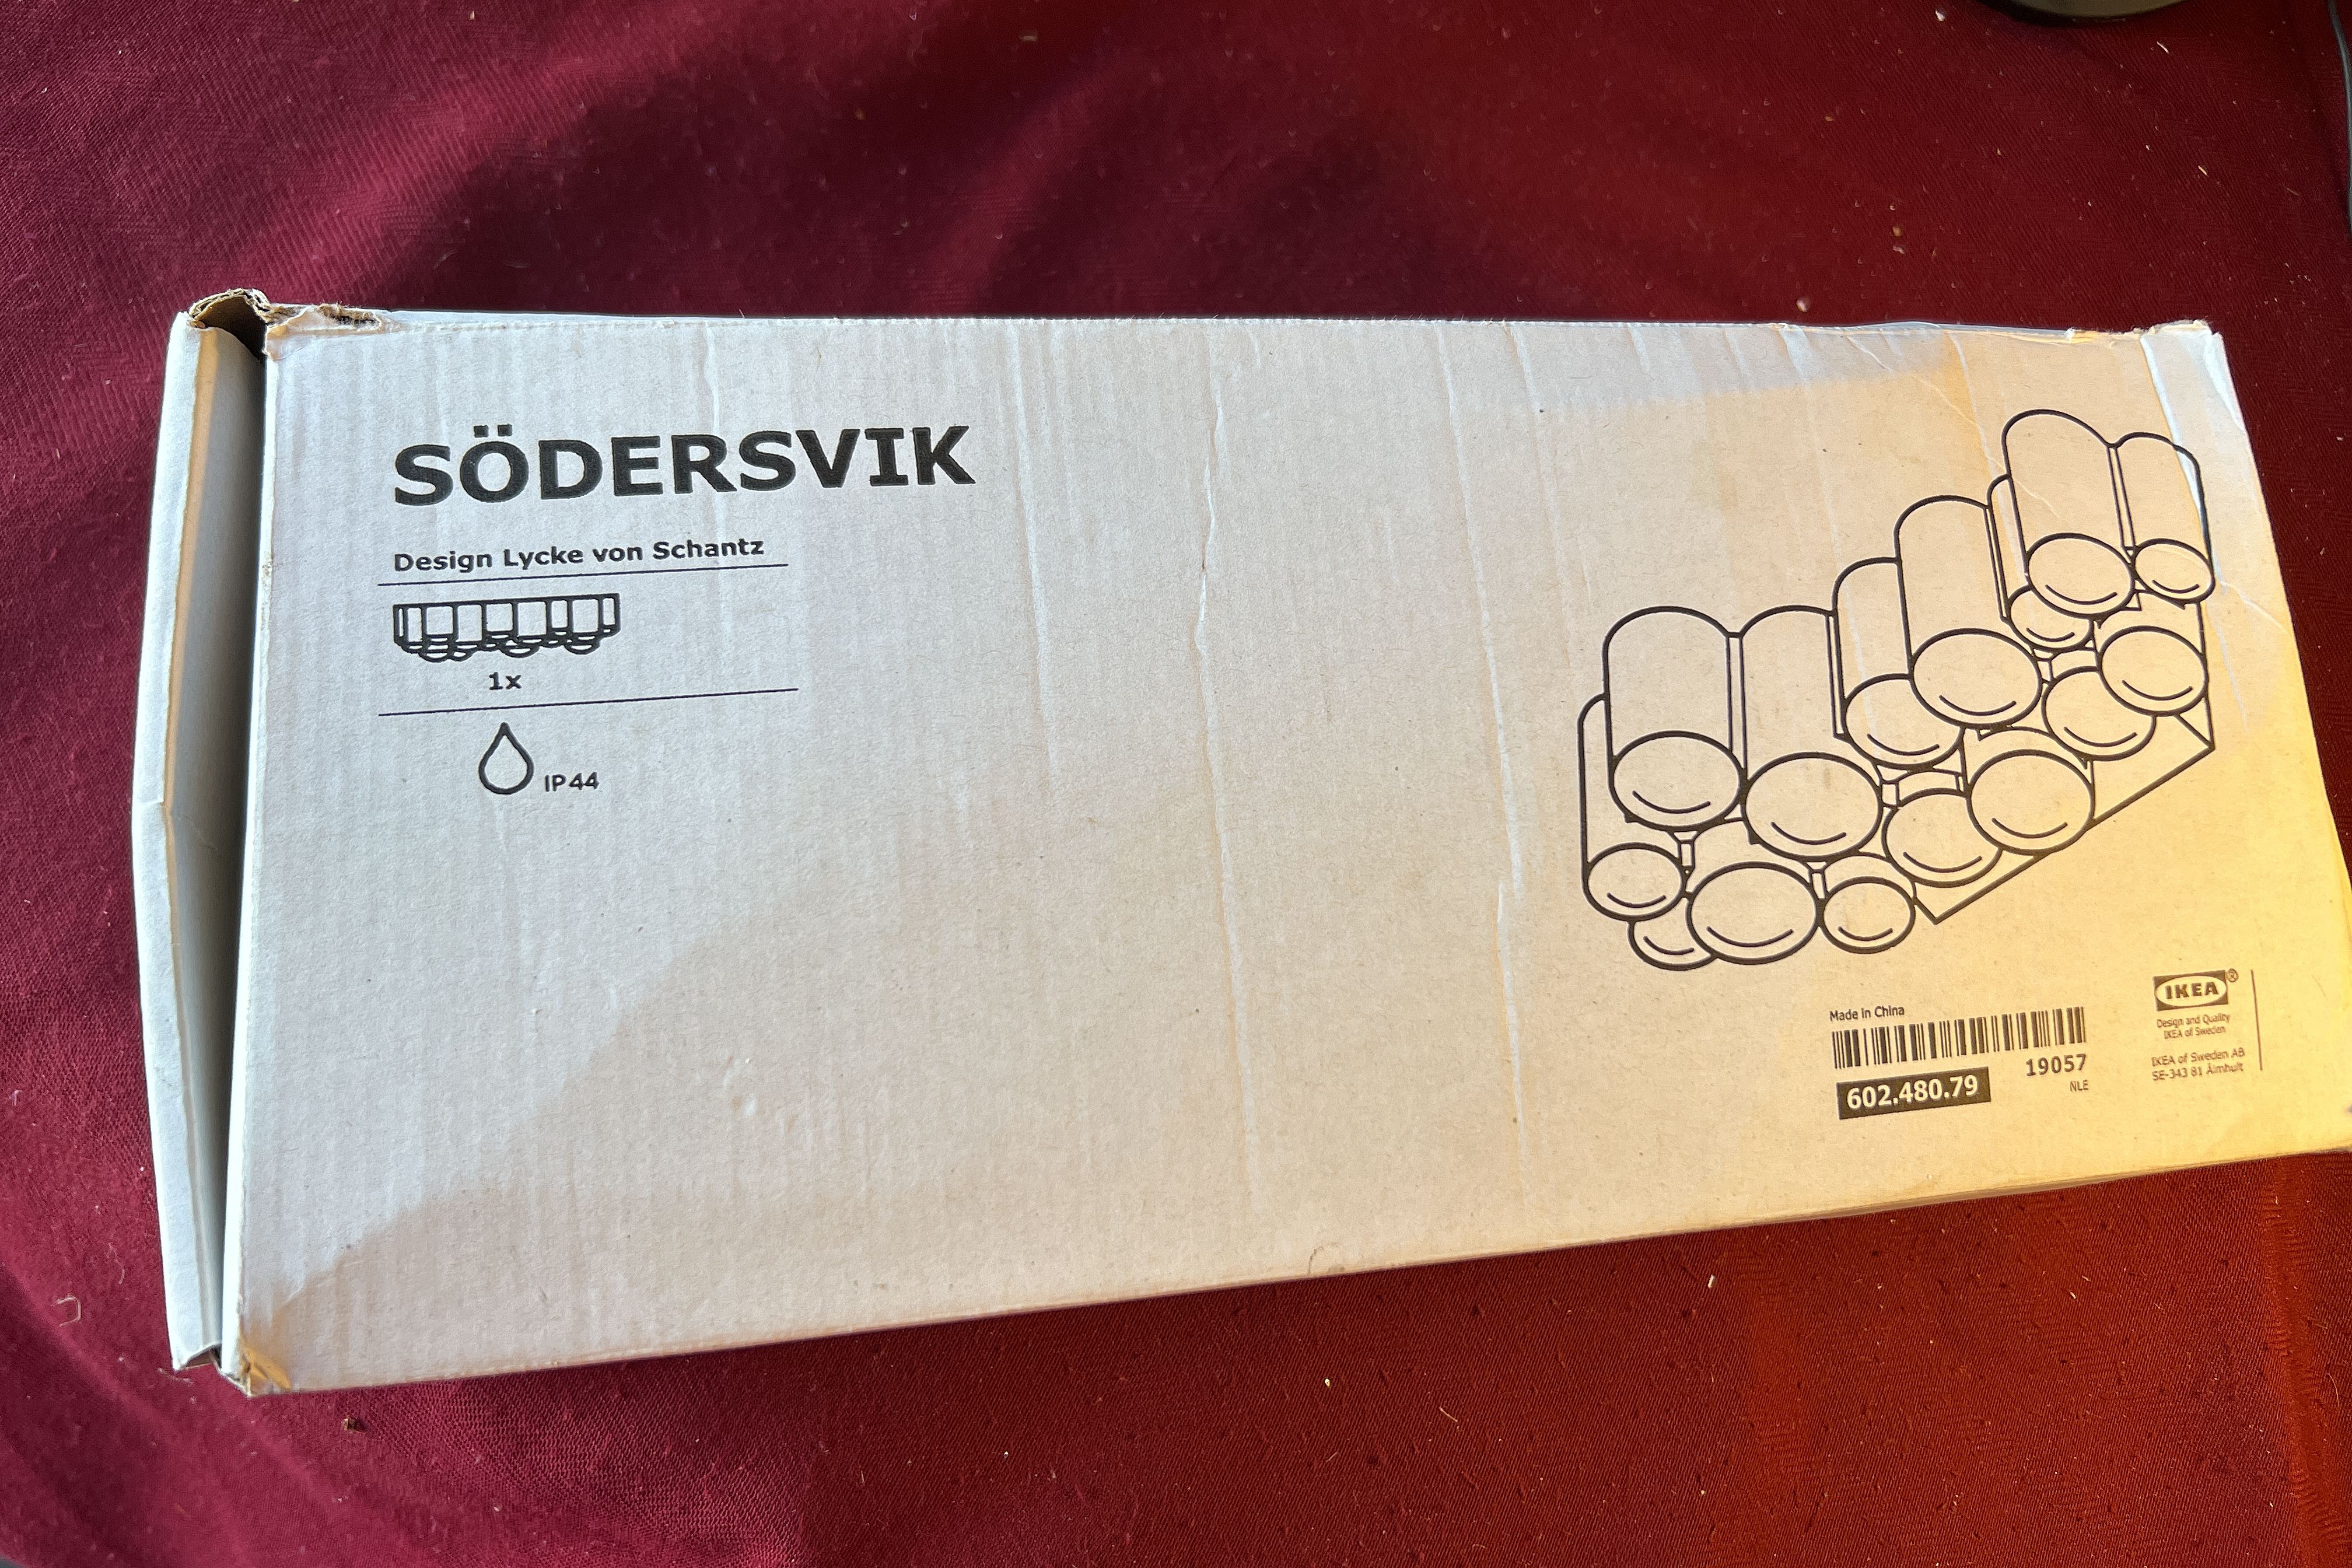 SÖDERSVIK
Design Lycke von Schantz
1x
IP44
Made in China
19057
602.480.79
NLE
IKEA®
Design and Quality
IKEA of Sweden
IKEA of Sweden AB
SE-343 81 Älmhult